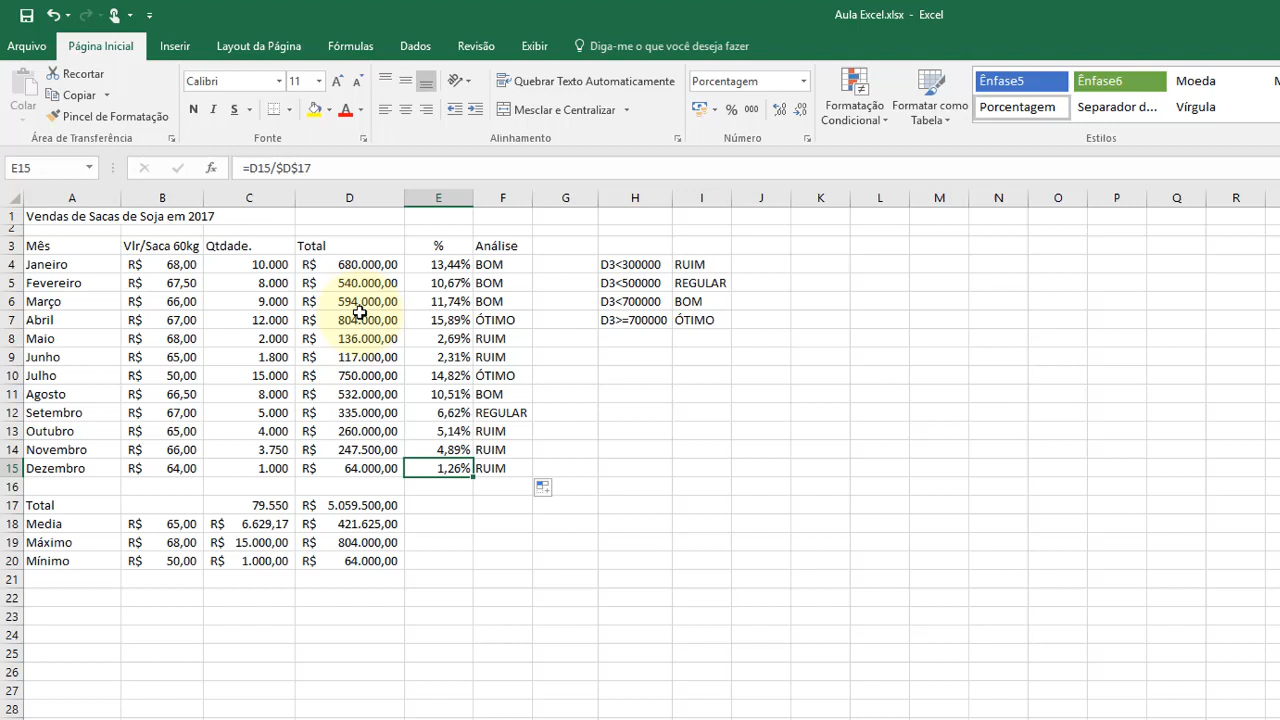 Aula Excel.xlsx - Excel
Arquivo Página Inicial Inserir Layout da Página Fórmulas Dados Revisão Exibir Diga-me o que você deseja fazer
Colar
Recortar
Copiar
Pincel de Formatação
Área de Transferência
Calibri 11
N I S
Fonte
Quebrar Texto Automaticamente
Mesclar e Centralizar
Alinhamento
Porcentagem
% 000
Número
Formatação Condicional
Formatar como Tabela
Ênfase5 Ênfase6 Moeda
Porcentagem Separador d... Vírgula
Estilos
E15 fx =D15/$D$17
A B C D E F G H I J K L M N O P Q R
1 Vendas de Sacas de Soja em 2017
2
3 Mês Vlr/Saca 60kg Qtdade. Total % Análise
4 Janeiro R$ 68,00 10.000 R$ 680.000,00 13,44% BOM D3<300000 RUIM
5 Fevereiro R$ 67,50 8.000 R$ 540.000,00 10,67% BOM D3<500000 REGULAR
6 Março R$ 66,00 9.000 R$ 594.000,00 11,74% BOM D3<700000 BOM
7 Abril R$ 67,00 12.000 R$ 804.000,00 15,89% ÓTIMO D3>=700000 ÓTIMO
8 Maio R$ 68,00 2.000 R$ 136.000,00 2,69% RUIM
9 Junho R$ 65,00 1.800 R$ 117.000,00 2,31% RUIM
10 Julho R$ 50,00 15.000 R$ 750.000,00 14,82% ÓTIMO
11 Agosto R$ 66,50 8.000 R$ 532.000,00 10,51% BOM
12 Setembro R$ 67,00 5.000 R$ 335.000,00 6,62% REGULAR
13 Outubro R$ 65,00 4.000 R$ 260.000,00 5,14% RUIM
14 Novembro R$ 66,00 3.750 R$ 247.500,00 4,89% RUIM
15 Dezembro R$ 64,00 1.000 R$ 64.000,00 1,26% RUIM
16
17 Total 79.550 R$ 5.059.500,00
18 Media R$ 65,00 R$ 6.629,17 R$ 421.625,00
19 Máximo R$ 68,00 R$ 15.000,00 R$ 804.000,00
20 Mínimo R$ 50,00 R$ 1.000,00 R$ 64.000,00
21
22
23
24
25
26
27
28